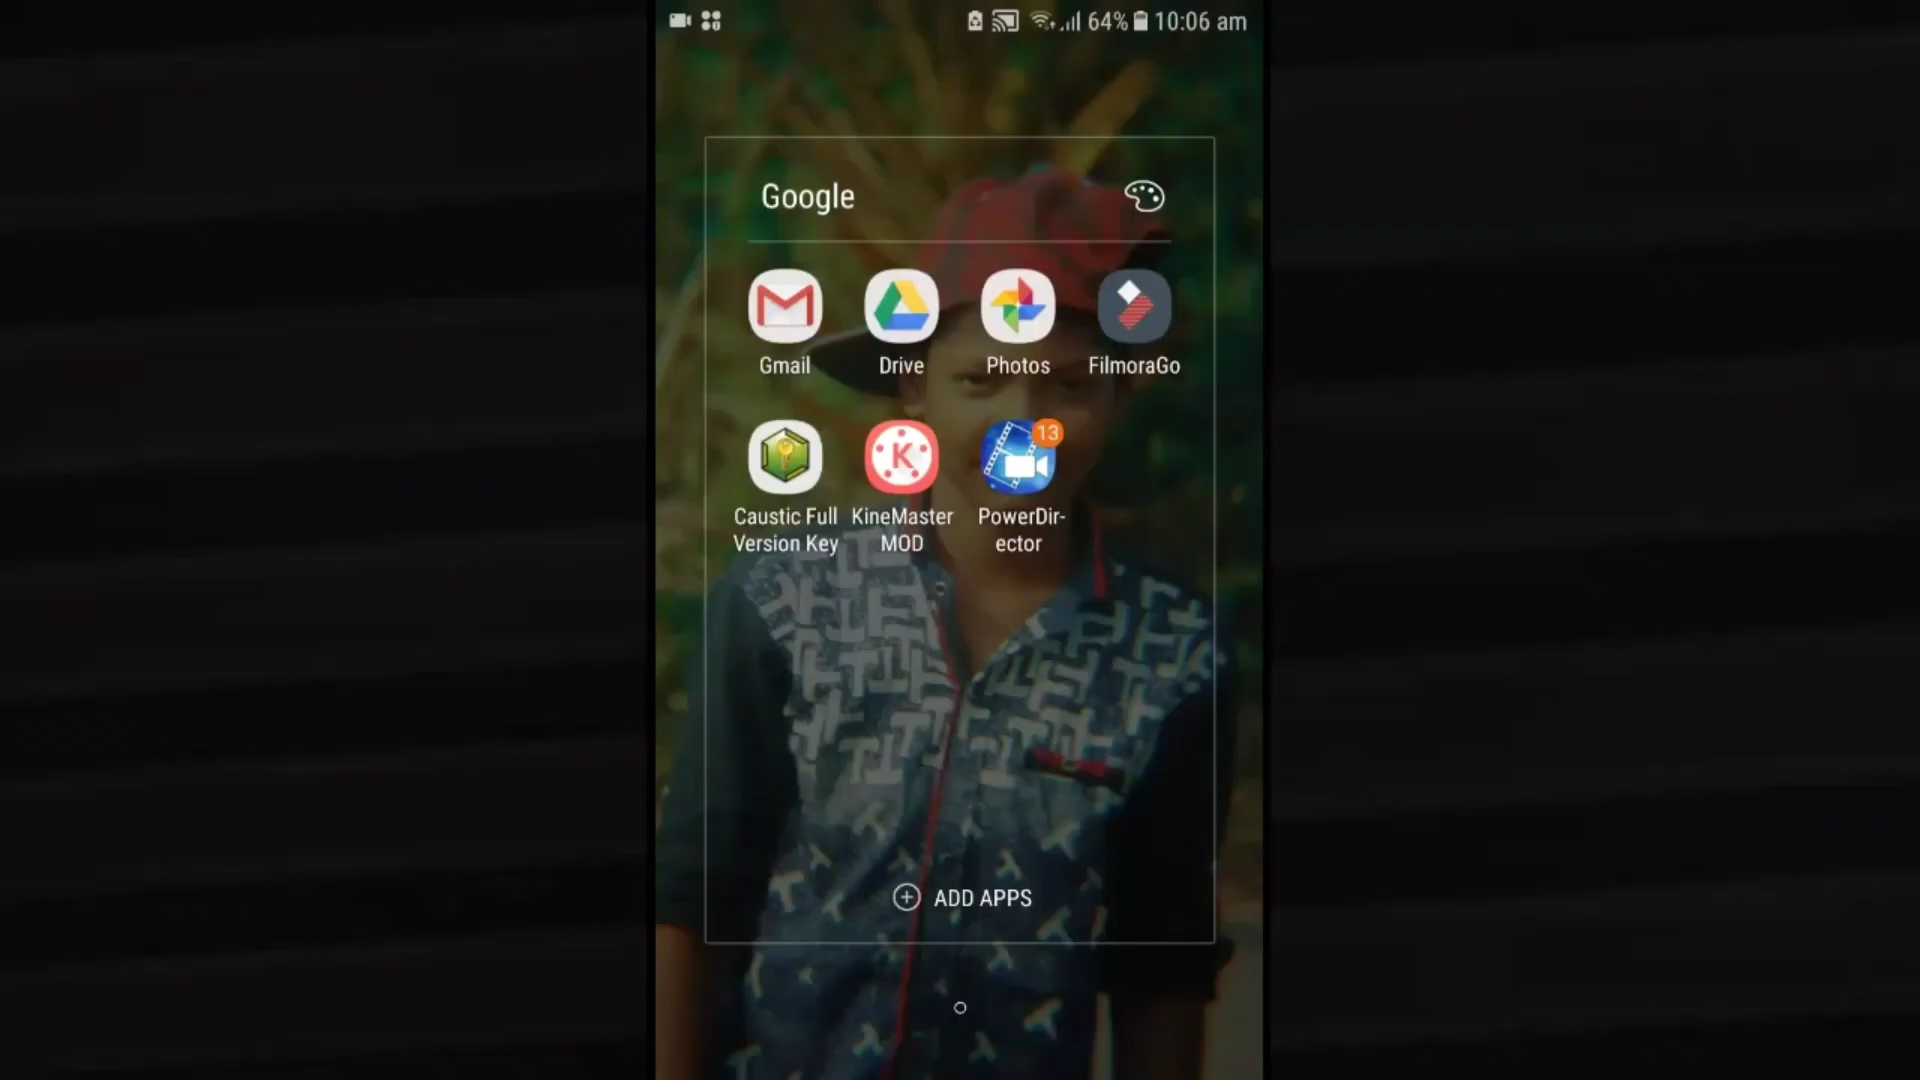 64% 10:06 am
Google
Gmail Drive Photos FilmoraGo
13
Caustic Full KineMaster PowerDir-
Version Key MOD ector
ADD APPS